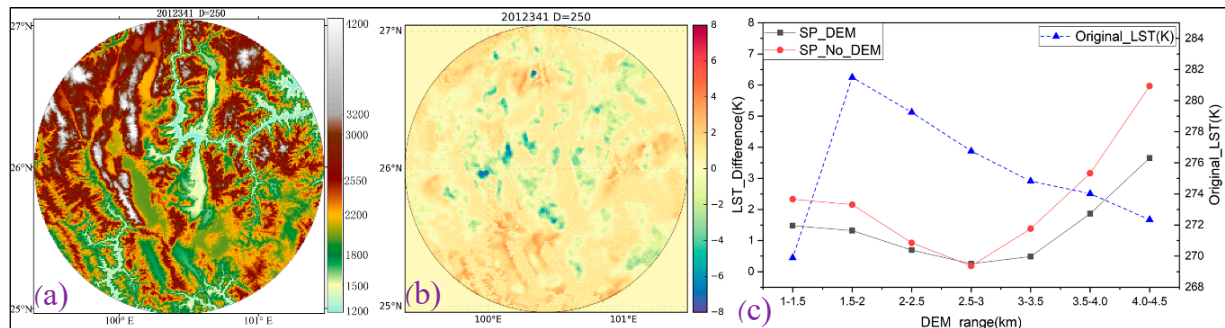 2012341 D=250
27°N
26°N
25°N
100° E
101° E
4200
3200
3000
2550
2200
1900
1600
1200
1100
(a)
2012341 D=250
27°N
26°N
25°N
100°E
101°E
8
6
4
2
0
−2
−4
−6
−8
(b)
SP_DEM
SP_No_DEM
Original_LST(K)
LST_Difference(K)
8
7
6
5
4
3
2
1
0
Original_LST(K)
284
282
280
278
276
274
272
270
268
1-1.5
1.5-2
2-2.5
2.5-3
3-3.5
3.5-4.0
4.0-4.5
DEM_range(km)
(c)